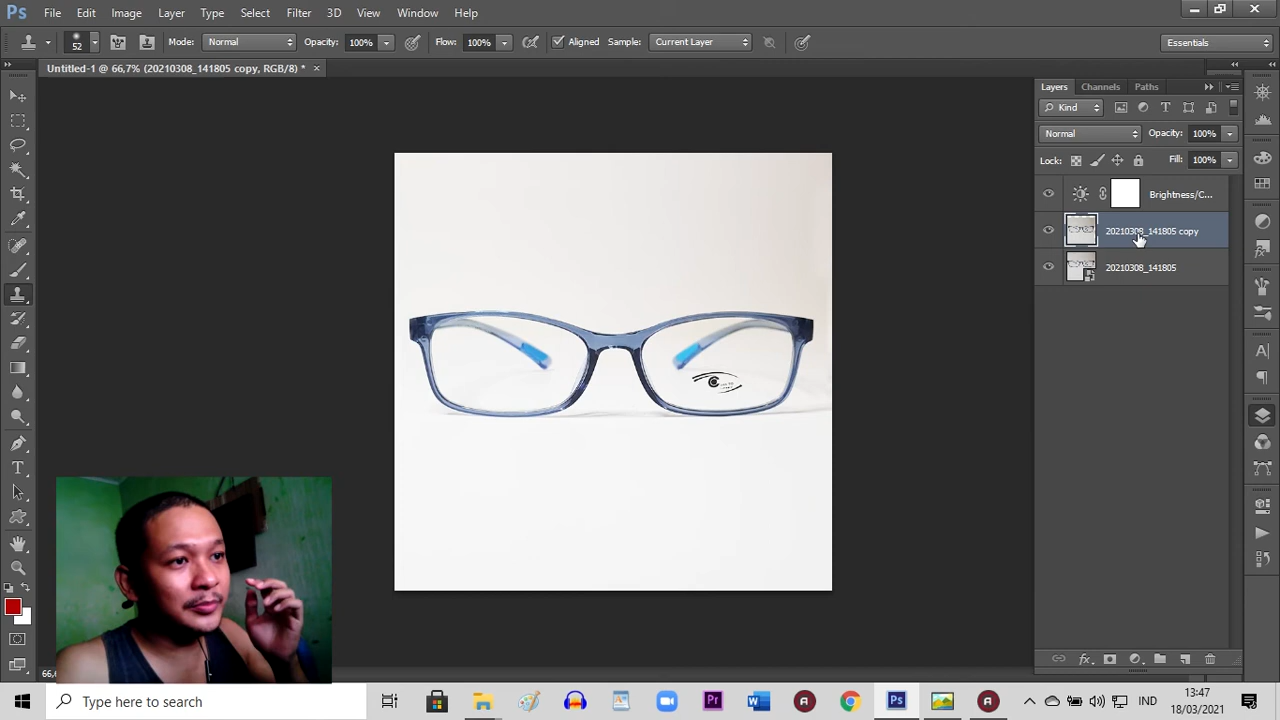 Ps File Edit Image Layer Type Select Filter 3D View Window Help
52 Mode: Normal Opacity: 100% Flow: 100% Aligned Sample: Current Layer Essentials
Untitled-1 @ 66,7% (20210308_141805 copy, RGB/8) * ×
Layers Channels Paths
Kind
Normal Opacity: 100%
Lock: Fill: 100%
Brightness/C...
20210308_141805 copy
20210308_141805
66,
Type here to search
IND
13:47
18/03/2021